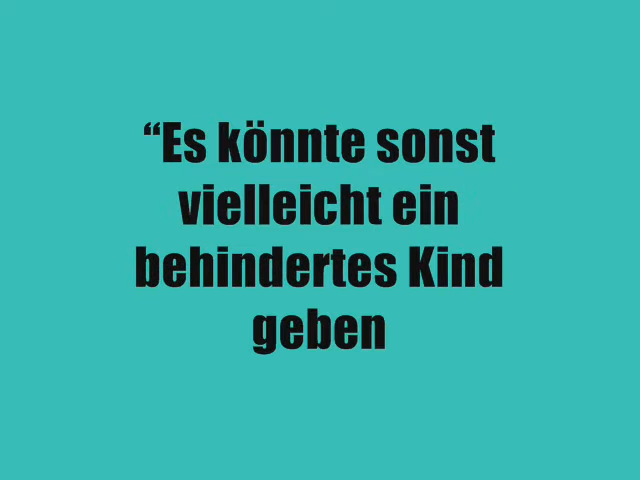 “Es könnte sonst
vielleicht ein
behindertes Kind
geben